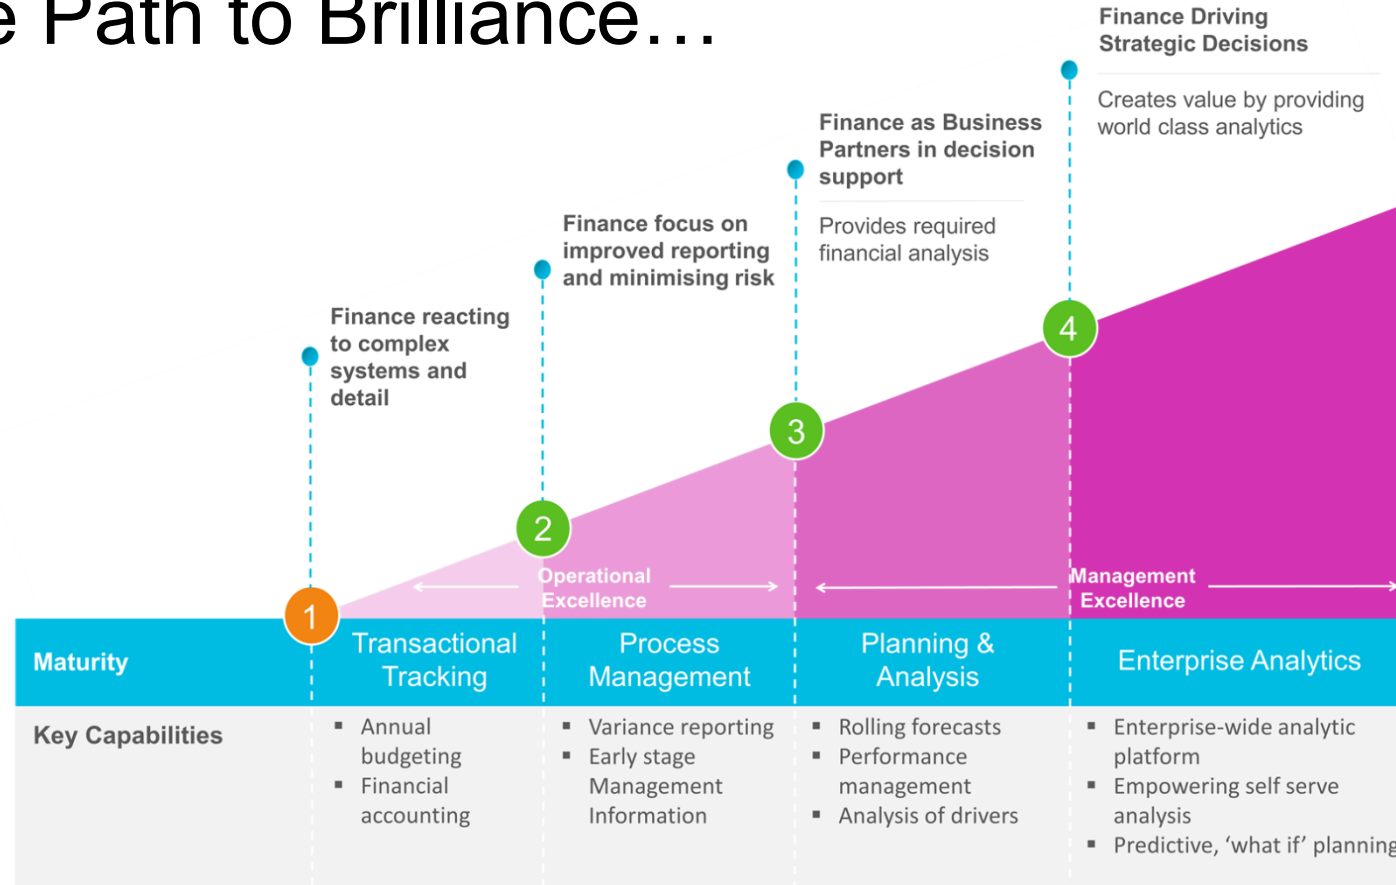 e Path to Brilliance…
Finance Driving
Strategic Decisions
Creates value by providing
world class analytics
Finance as Business
Partners in decision
support
Provides required
financial analysis
Finance focus on
improved reporting
and minimising risk
Finance reacting
to complex
systems and
detail
4
3
2
1
Operational
Excellence
Management
Excellence
Maturity
Transactional
Tracking
Process
Management
Planning &
Analysis
Enterprise Analytics
Key Capabilities
▪ Annual
budgeting
▪ Financial
accounting
▪ Variance reporting
▪ Early stage
Management
Information
▪ Rolling forecasts
▪ Performance
management
▪ Analysis of drivers
▪ Enterprise-wide analytic
platform
▪ Empowering self serve
analysis
▪ Predictive, ‘what if’ planning